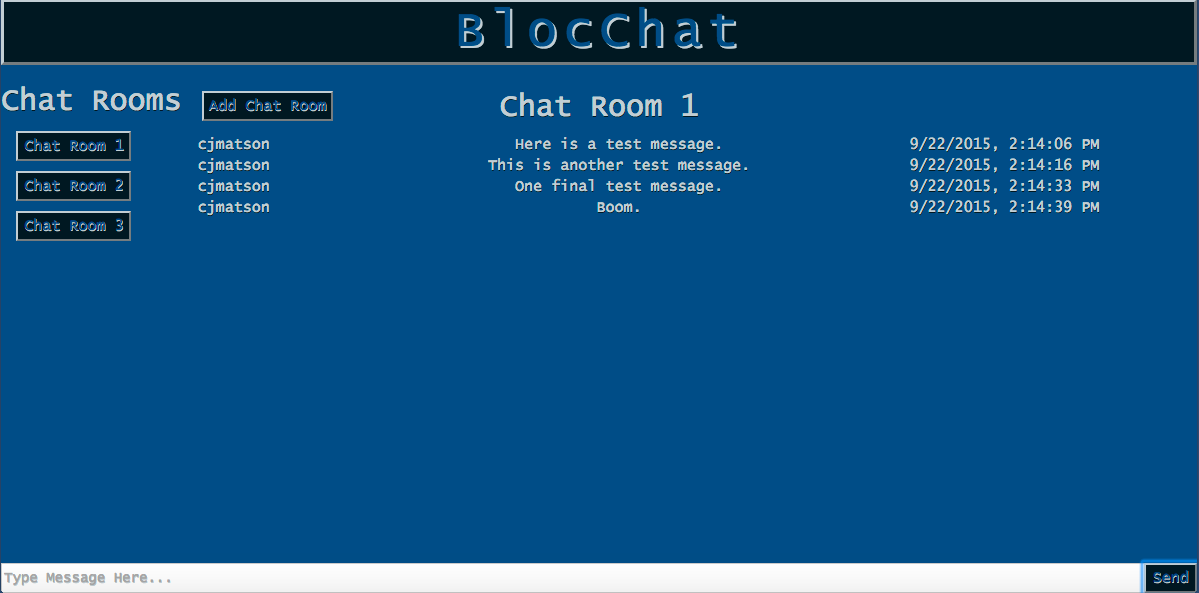 BlocChat
Chat Rooms
Add Chat Room
Chat Room 1
Chat Room 2
Chat Room 3
Chat Room 1
cjmatson Here is a test message. 9/22/2015, 2:14:06 PM
cjmatson This is another test message. 9/22/2015, 2:14:16 PM
cjmatson One final test message. 9/22/2015, 2:14:33 PM
cjmatson Boom. 9/22/2015, 2:14:39 PM
Type Message Here...
Send